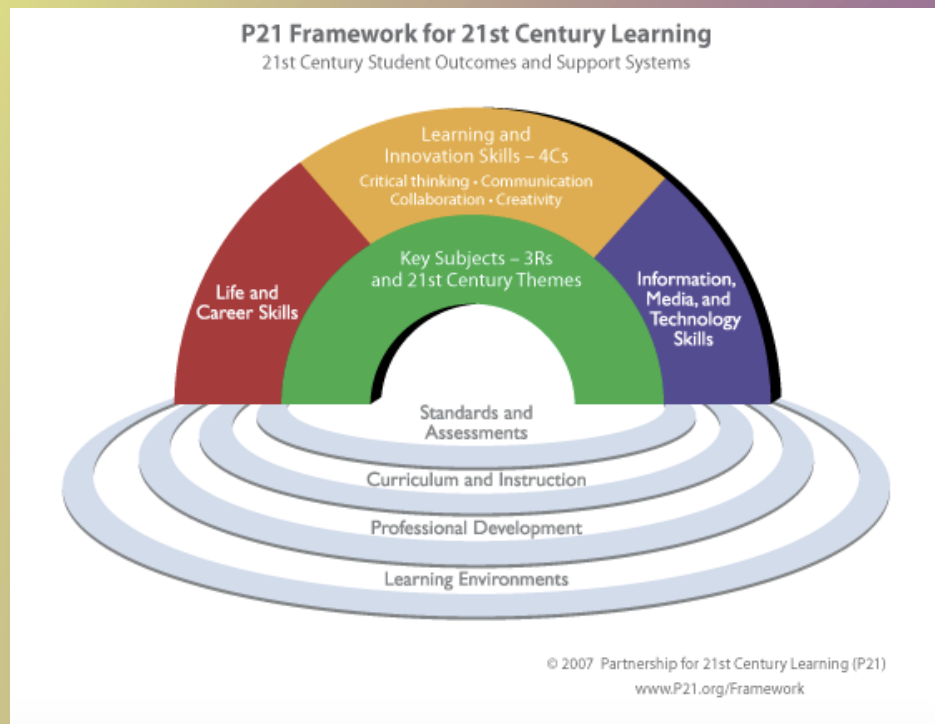 P21 Framework for 21st Century Learning
21st Century Student Outcomes and Support Systems
Learning and
Innovation Skills – 4Cs
Critical thinking • Communication
Collaboration • Creativity
Key Subjects – 3Rs
and 21st Century Themes
Life and
Career Skills
Information,
Media, and
Technology
Skills
Standards and
Assessments
Curriculum and Instruction
Professional Development
Learning Environments
© 2007 Partnership for 21st Century Learning (P21)
www.P21.org/Framework